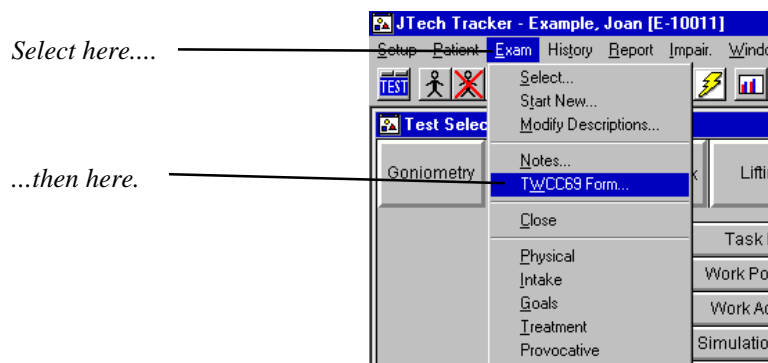 JTech Tracker - Example, Joan [E-10011]
Select here....
Setup Patient Exam History Report Impair.
TEST
Select...
Start New...
Modify Descriptions...
Test Selec
...then here.
Notes...
TWCC69 Form...
Goniometry
Lifti
Close
Task
Physical
Work Po
Intake
Goals
Work Ac
Treatment
Provocative
Simulatio